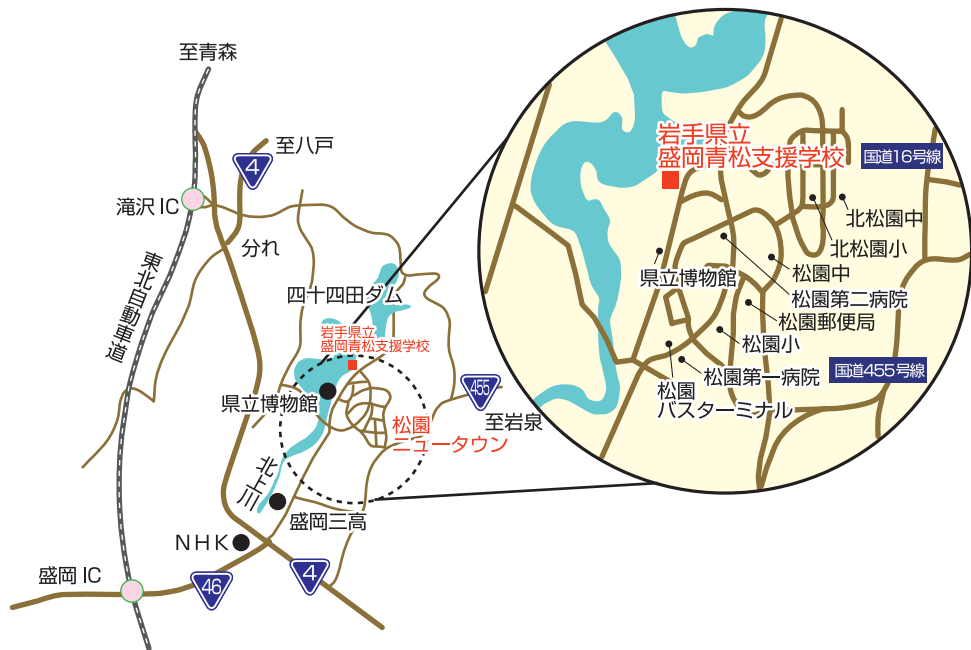 至青森
至八戸
4
滝沢IC
分れ
東北自動車道
四十四田ダム
岩手県立
盛岡青松支援学校
県立博物館
455
至岩泉
松園
ニュータウン
北上川
盛岡三高
NHK
盛岡IC
46
4
岩手県立
盛岡青松支援学校
国道16号線
北松園中
北松園小
県立博物館
松園中
松園第二病院
松園郵便局
松園小
国道455号線
松園第一病院
松園
バスターミナル